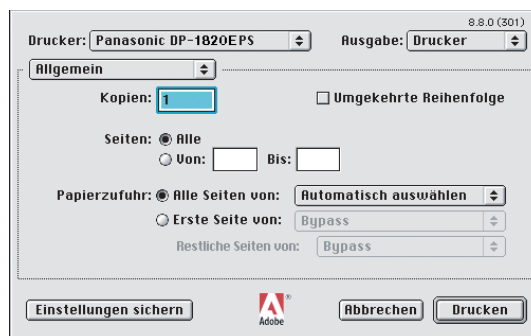 8.8.0 (301)
Drucker: Panasonic DP-1820EPS Ausgabe: Drucker
Allgemein
Kopien: 1 Umgekehrte Reihenfolge
Seiten: Alle
Von: Bis:
Papierzufuhr: Alle Seiten von: Automatisch auswählen
Erste Seite von: Bypass
Restliche Seiten von: Bypass
Einstellungen sichern Adobe® Abbrechen Drucken